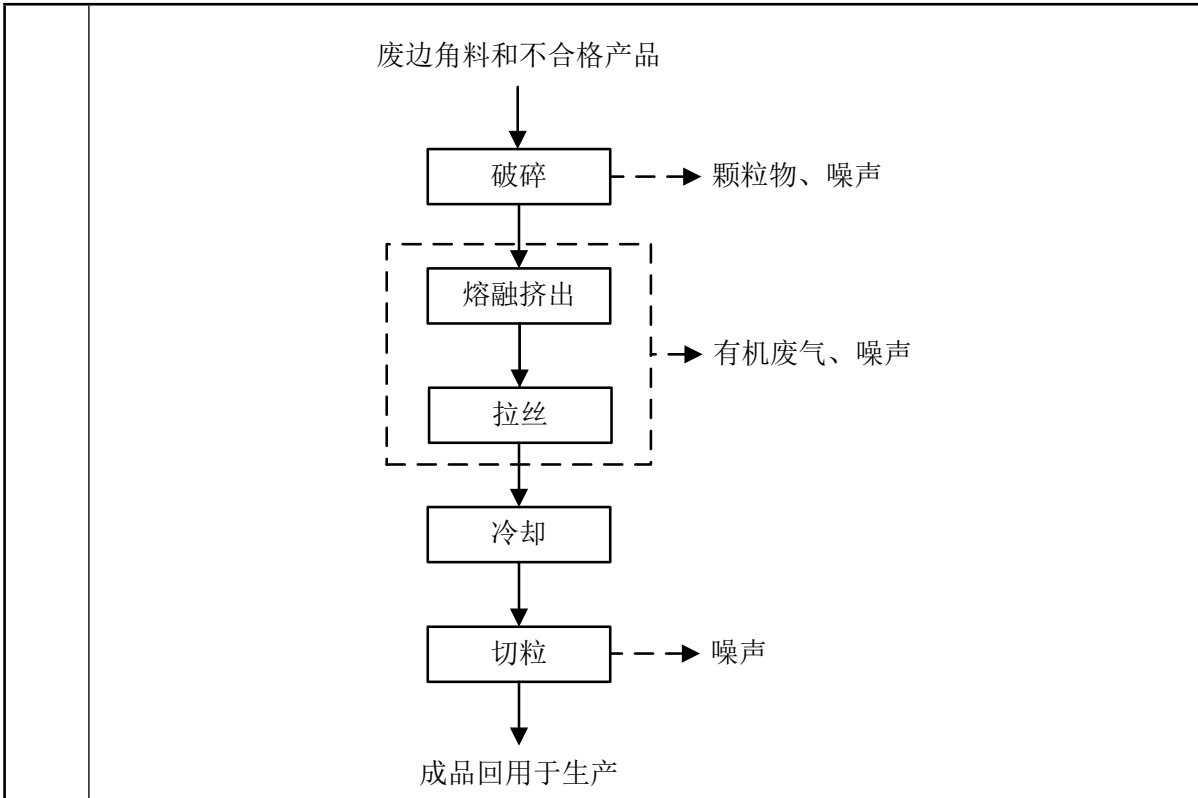 废边角料和不合格产品
破碎
颗粒物、噪声
熔融挤出
有机废气、噪声
拉丝
冷却
切粒
噪声
成品回用于生产